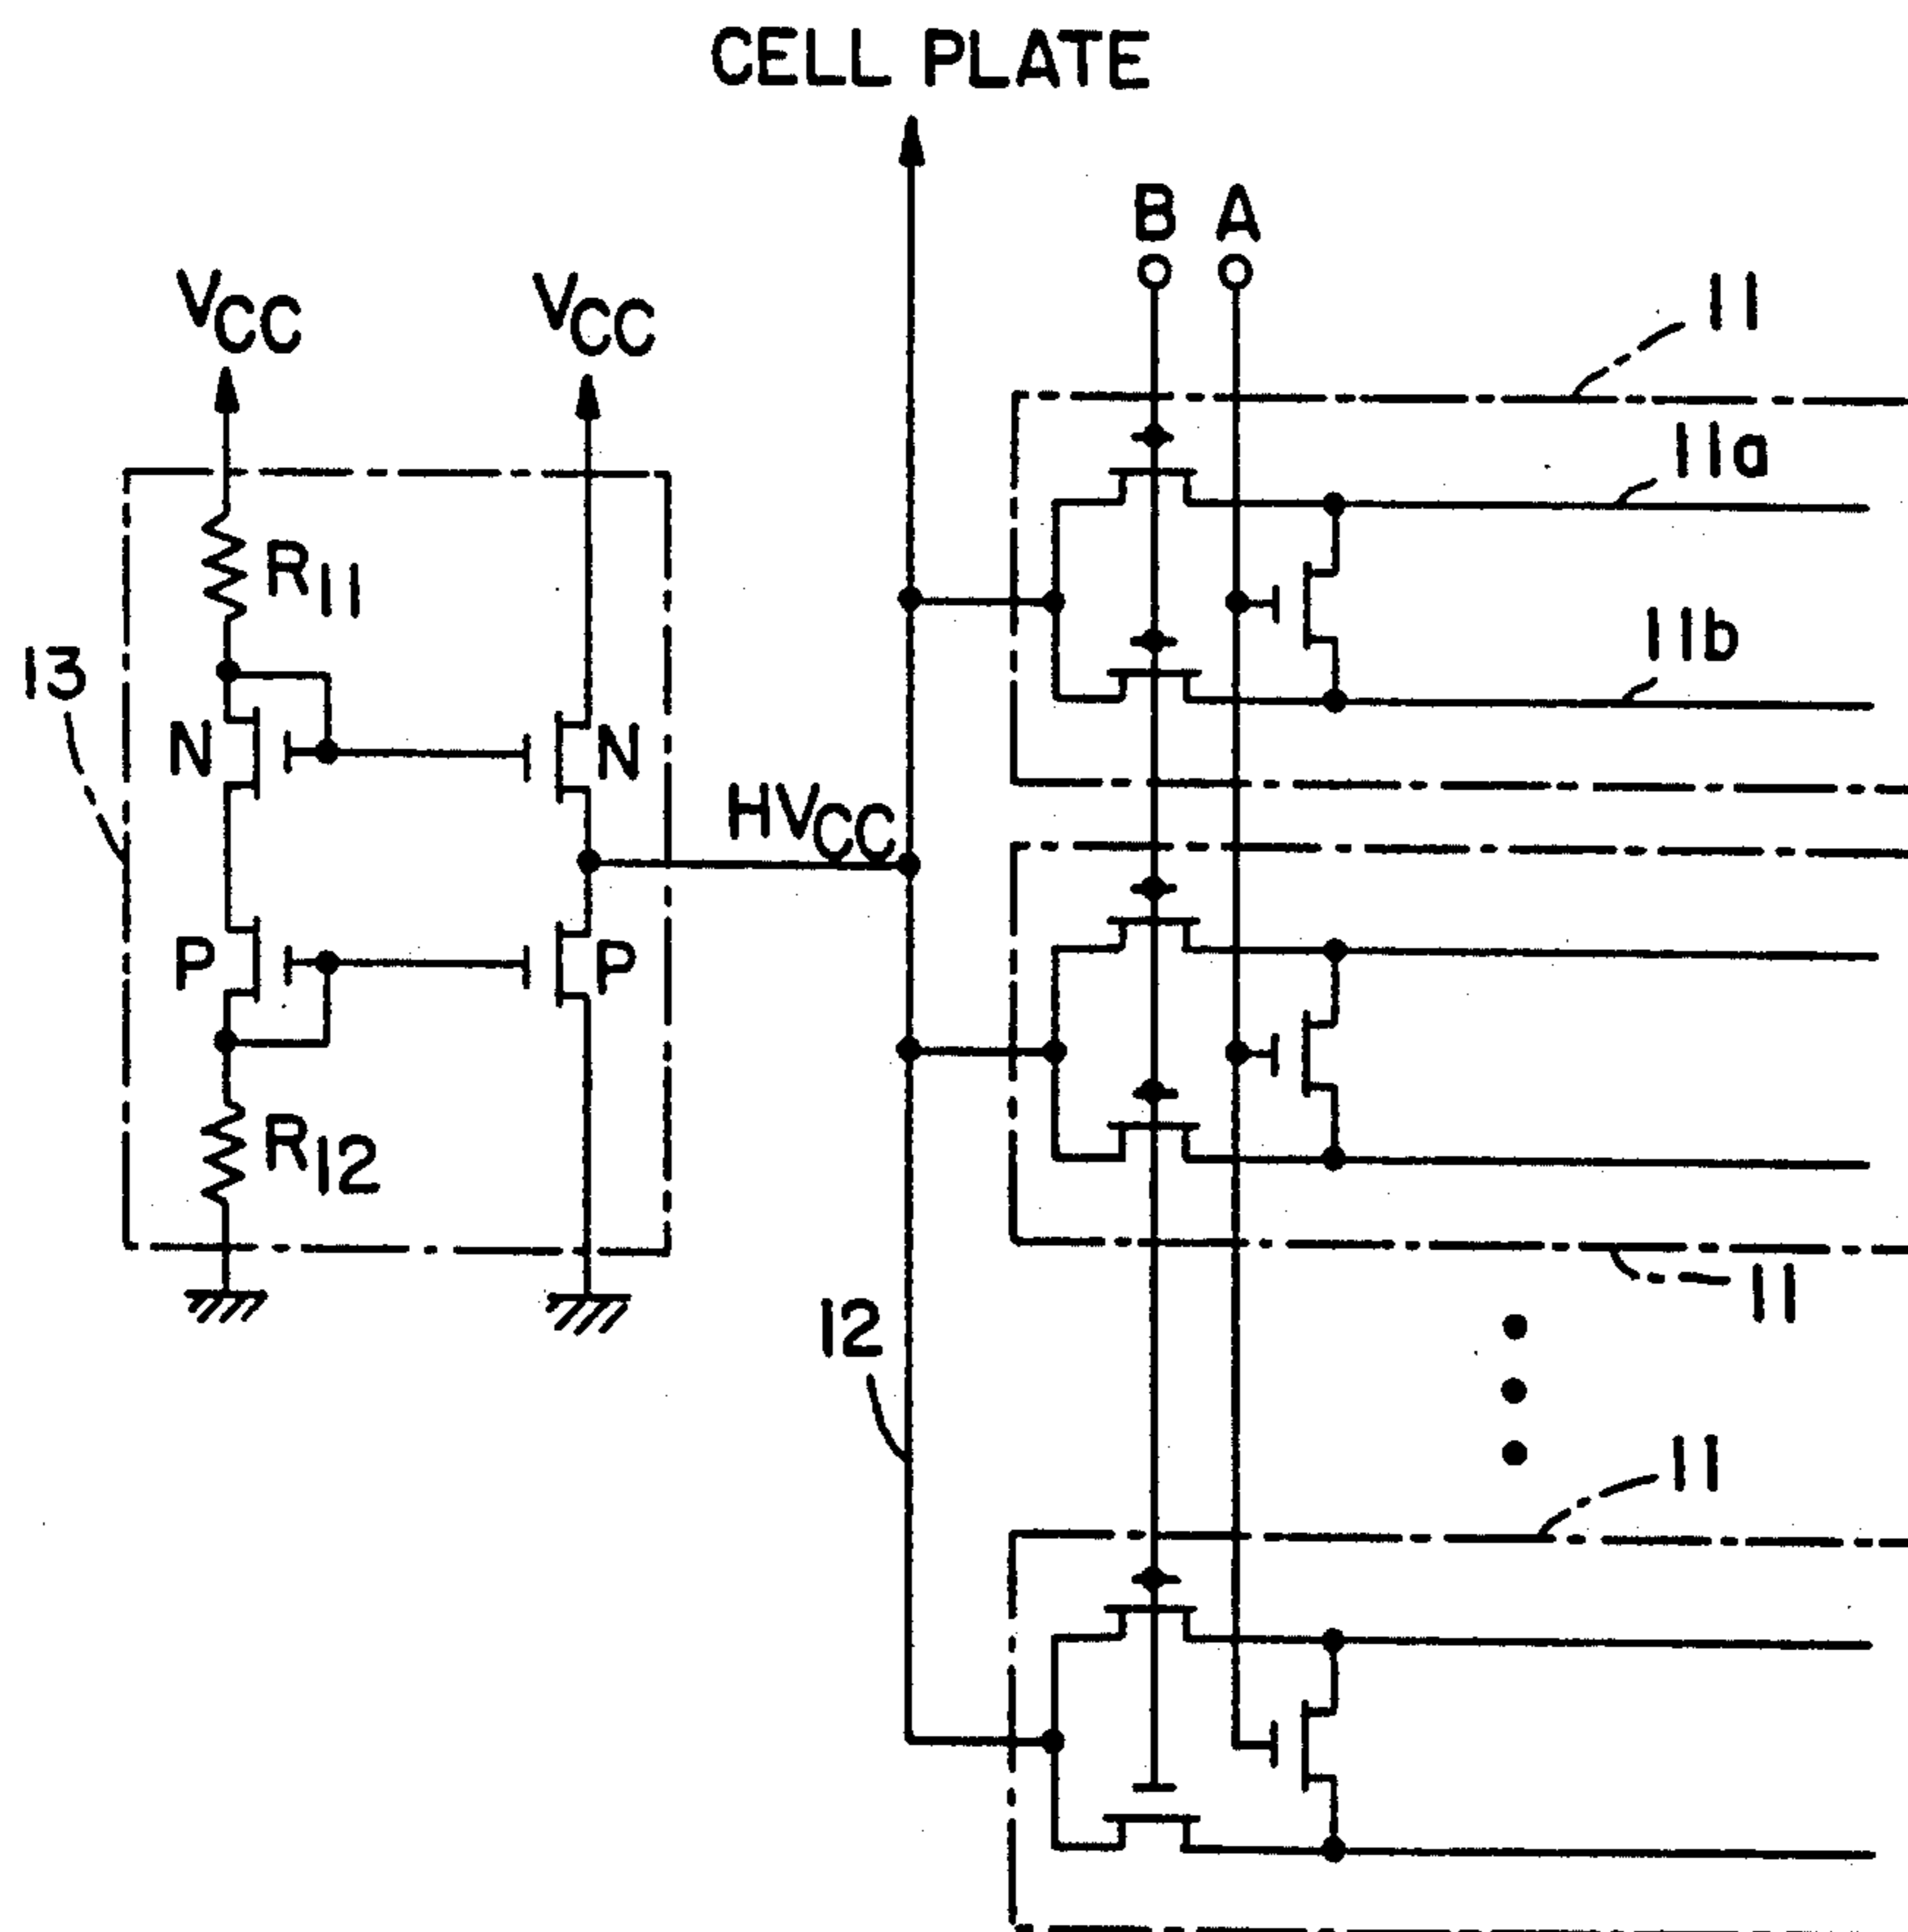 CELL PLATE
B A
VCC VCC
11
11a
R11
11b
13
N N
HVCC
P P
R12
11
12
11